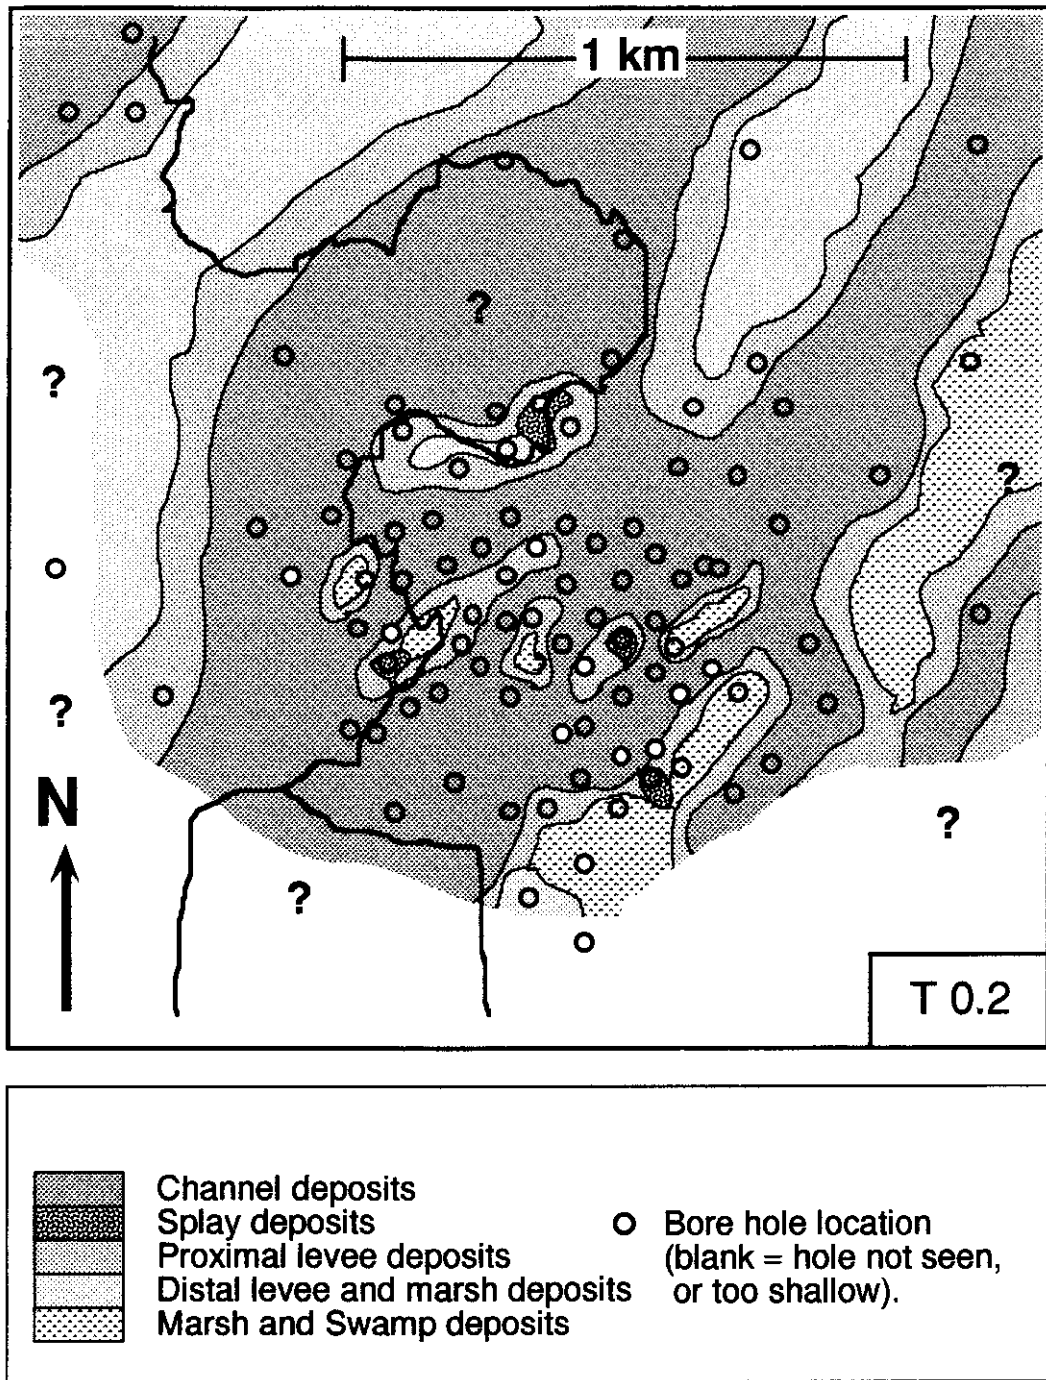 1 km
?
?
?
?
N
?
?
T 0.2
Channel deposits
Splay deposits
Proximal levee deposits
Distal levee and marsh deposits
Marsh and Swamp deposits
Bore hole location
(blank = hole not seen,
or too shallow).